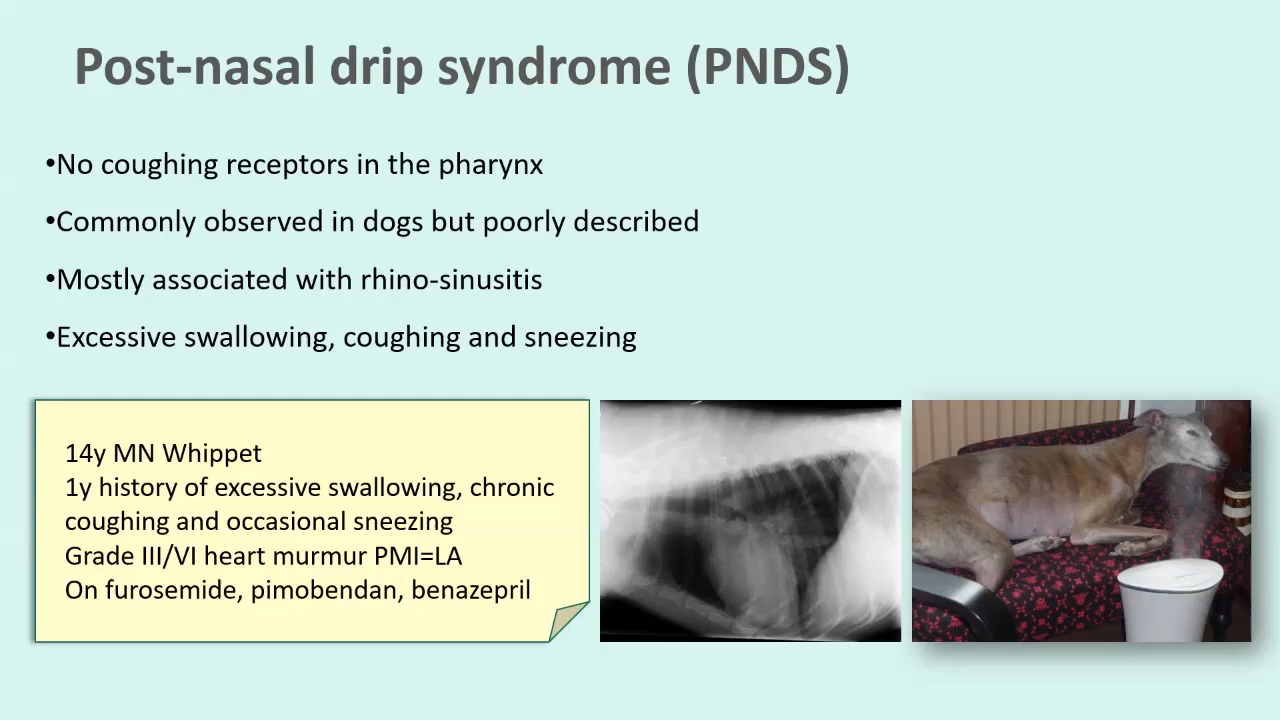 Post-nasal drip syndrome (PNDS)
•No coughing receptors in the pharynx
•Commonly observed in dogs but poorly described
•Mostly associated with rhino-sinusitis
•Excessive swallowing, coughing and sneezing
14y MN Whippet
1y history of excessive swallowing, chronic
coughing and occasional sneezing
Grade III/VI heart murmur PMI=LA
On furosemide, pimobendan, benazepril